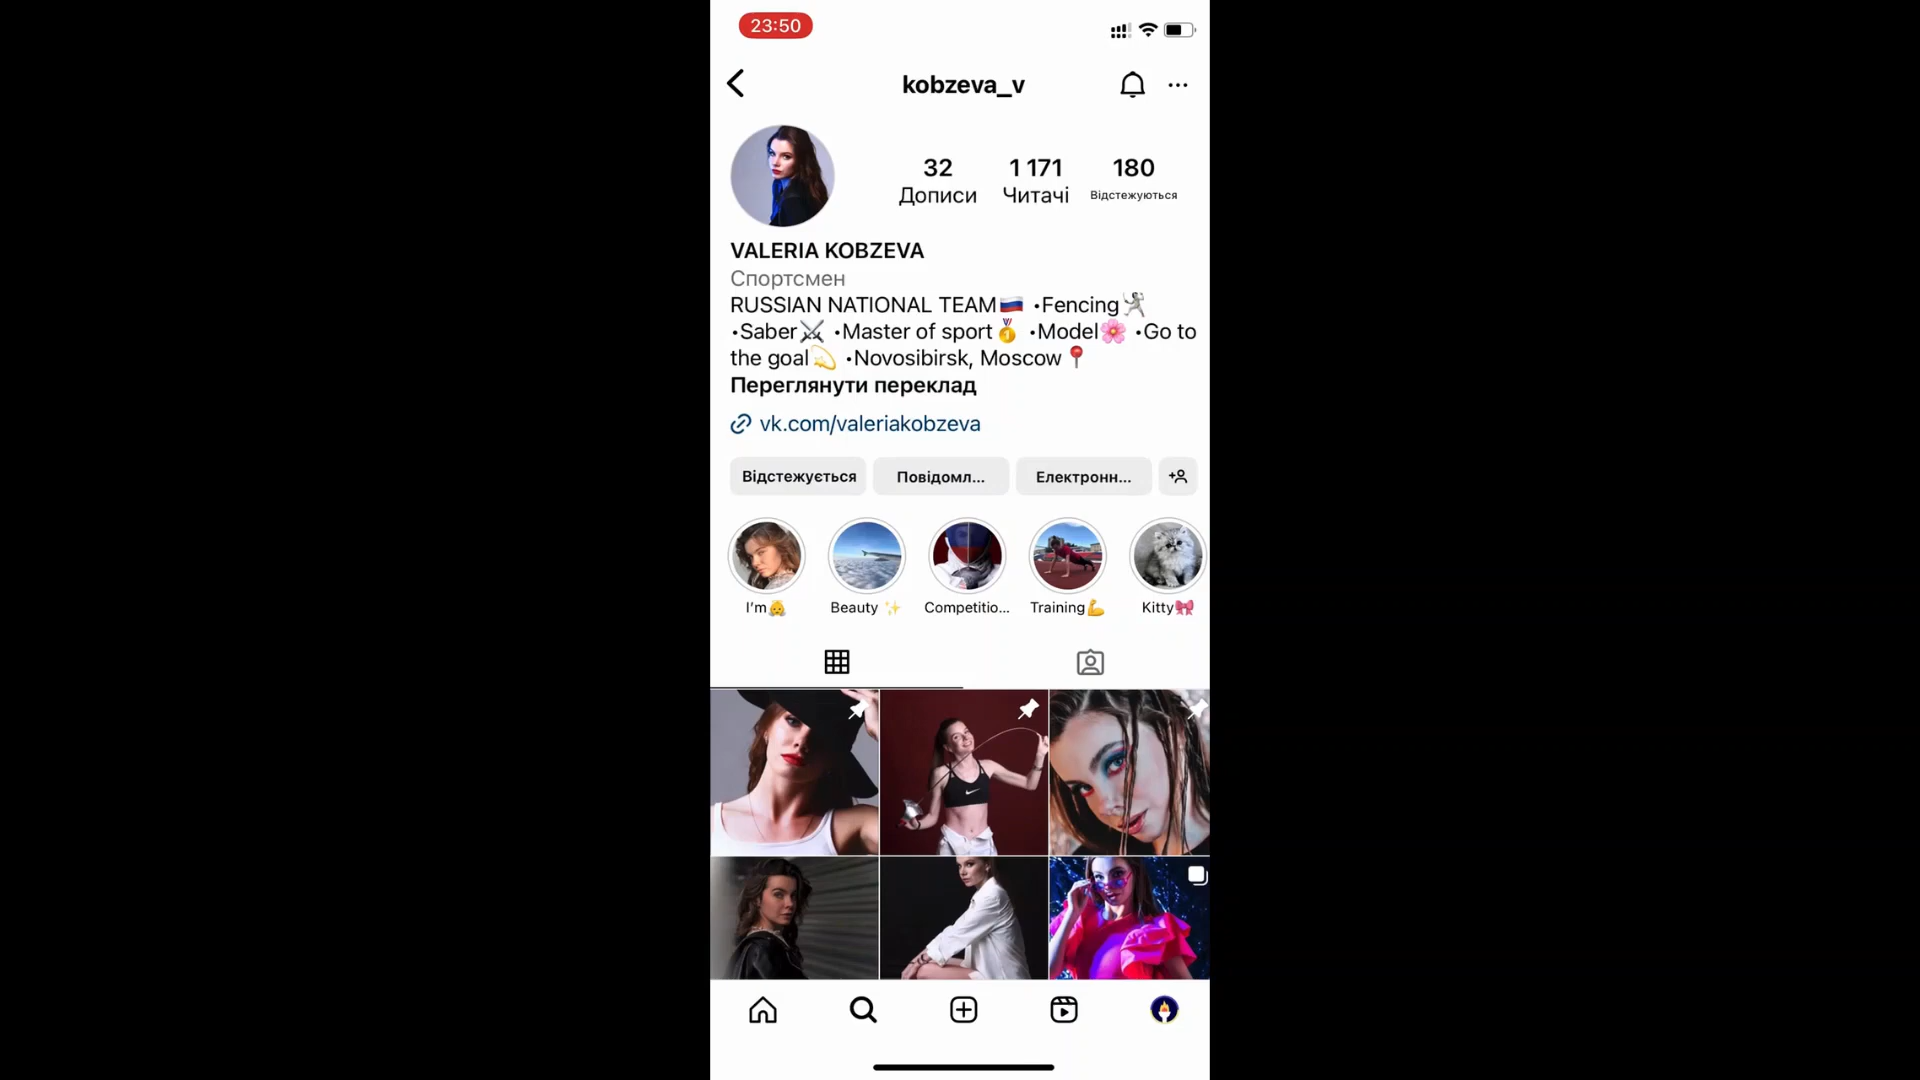 23:50
kobzeva_v
32 1 171 180
Дописи Читачі Відстежуються
VALERIA KOBZEVA
Спортсмен
RUSSIAN NATIONAL TEAM🇷🇺 •Fencing🤺
•Saber⚔️ •Master of sport🏅 •Model🌸 •Go to
the goal💫 •Novosibirsk, Moscow📍
Переглянути переклад
vk.com/valeriakobzeva
Відстежується Повідомл... Електронн...
I'm👼 Beauty ✨ Competitio... Training💪 Kitty🎀